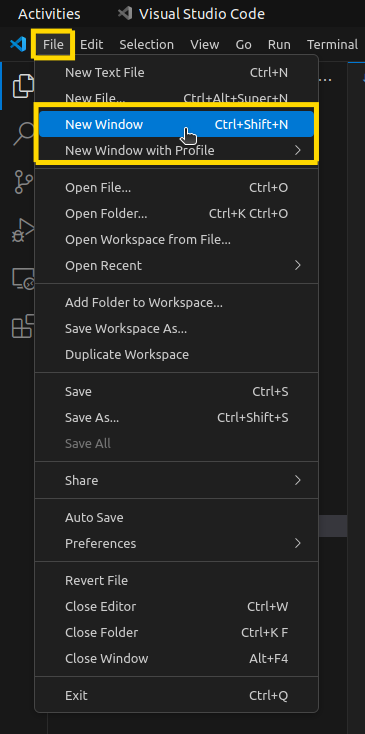 Activities Visual Studio Code
File Edit Selection View Go Run Terminal
New Text File Ctrl+N
New File... Ctrl+Alt+Super+N
New Window Ctrl+Shift+N
New Window with Profile
Open File... Ctrl+O
Open Folder... Ctrl+K Ctrl+O
Open Workspace from File...
Open Recent
Add Folder to Workspace...
Save Workspace As...
Duplicate Workspace
Save Ctrl+S
Save As... Ctrl+Shift+S
Save All
Share
Auto Save
Preferences
Revert File
Close Editor Ctrl+W
Close Folder Ctrl+K F
Close Window Alt+F4
Exit Ctrl+Q